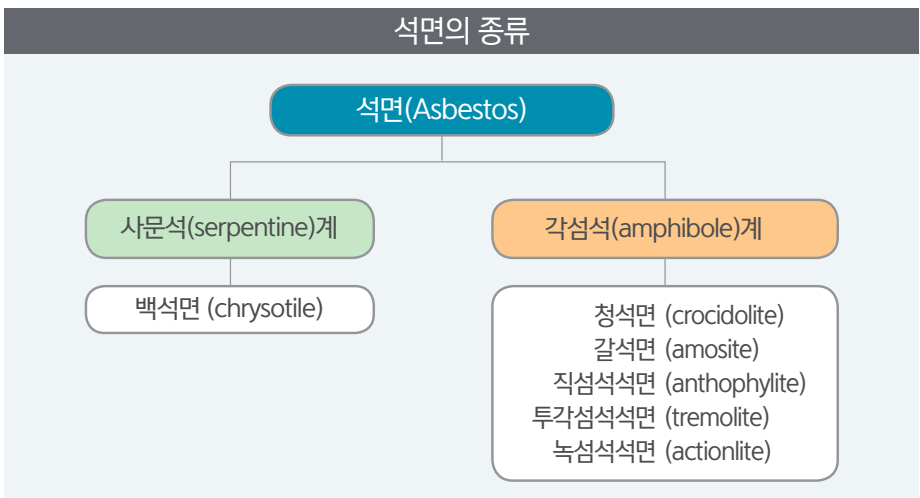 석면의 종류
석면(Asbestos)
사문석(serpentine)계
각섬석(amphibole)계
백석면 (chrysotile)
청석면 (crocidolite)
갈석면 (amosite)
직섬석석면 (anthophylite)
투각섬석석면 (tremolite)
녹섬석석면 (actionlite)